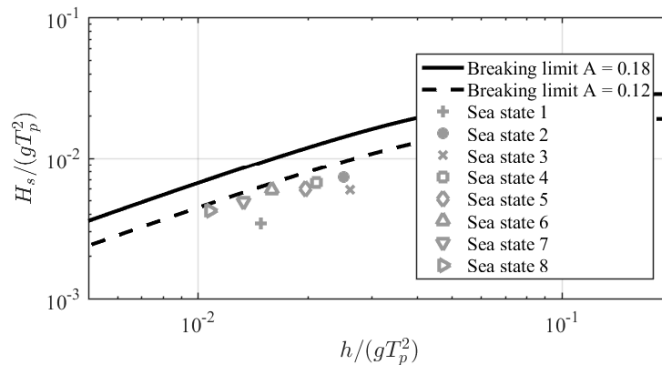 10^-1
10^-2
10^-3
H_s/(gT_p^2)
10^-2
10^-1
h/(gT_p^2)
Breaking limit A = 0.18
Breaking limit A = 0.12
Sea state 1
Sea state 2
Sea state 3
Sea state 4
Sea state 5
Sea state 6
Sea state 7
Sea state 8